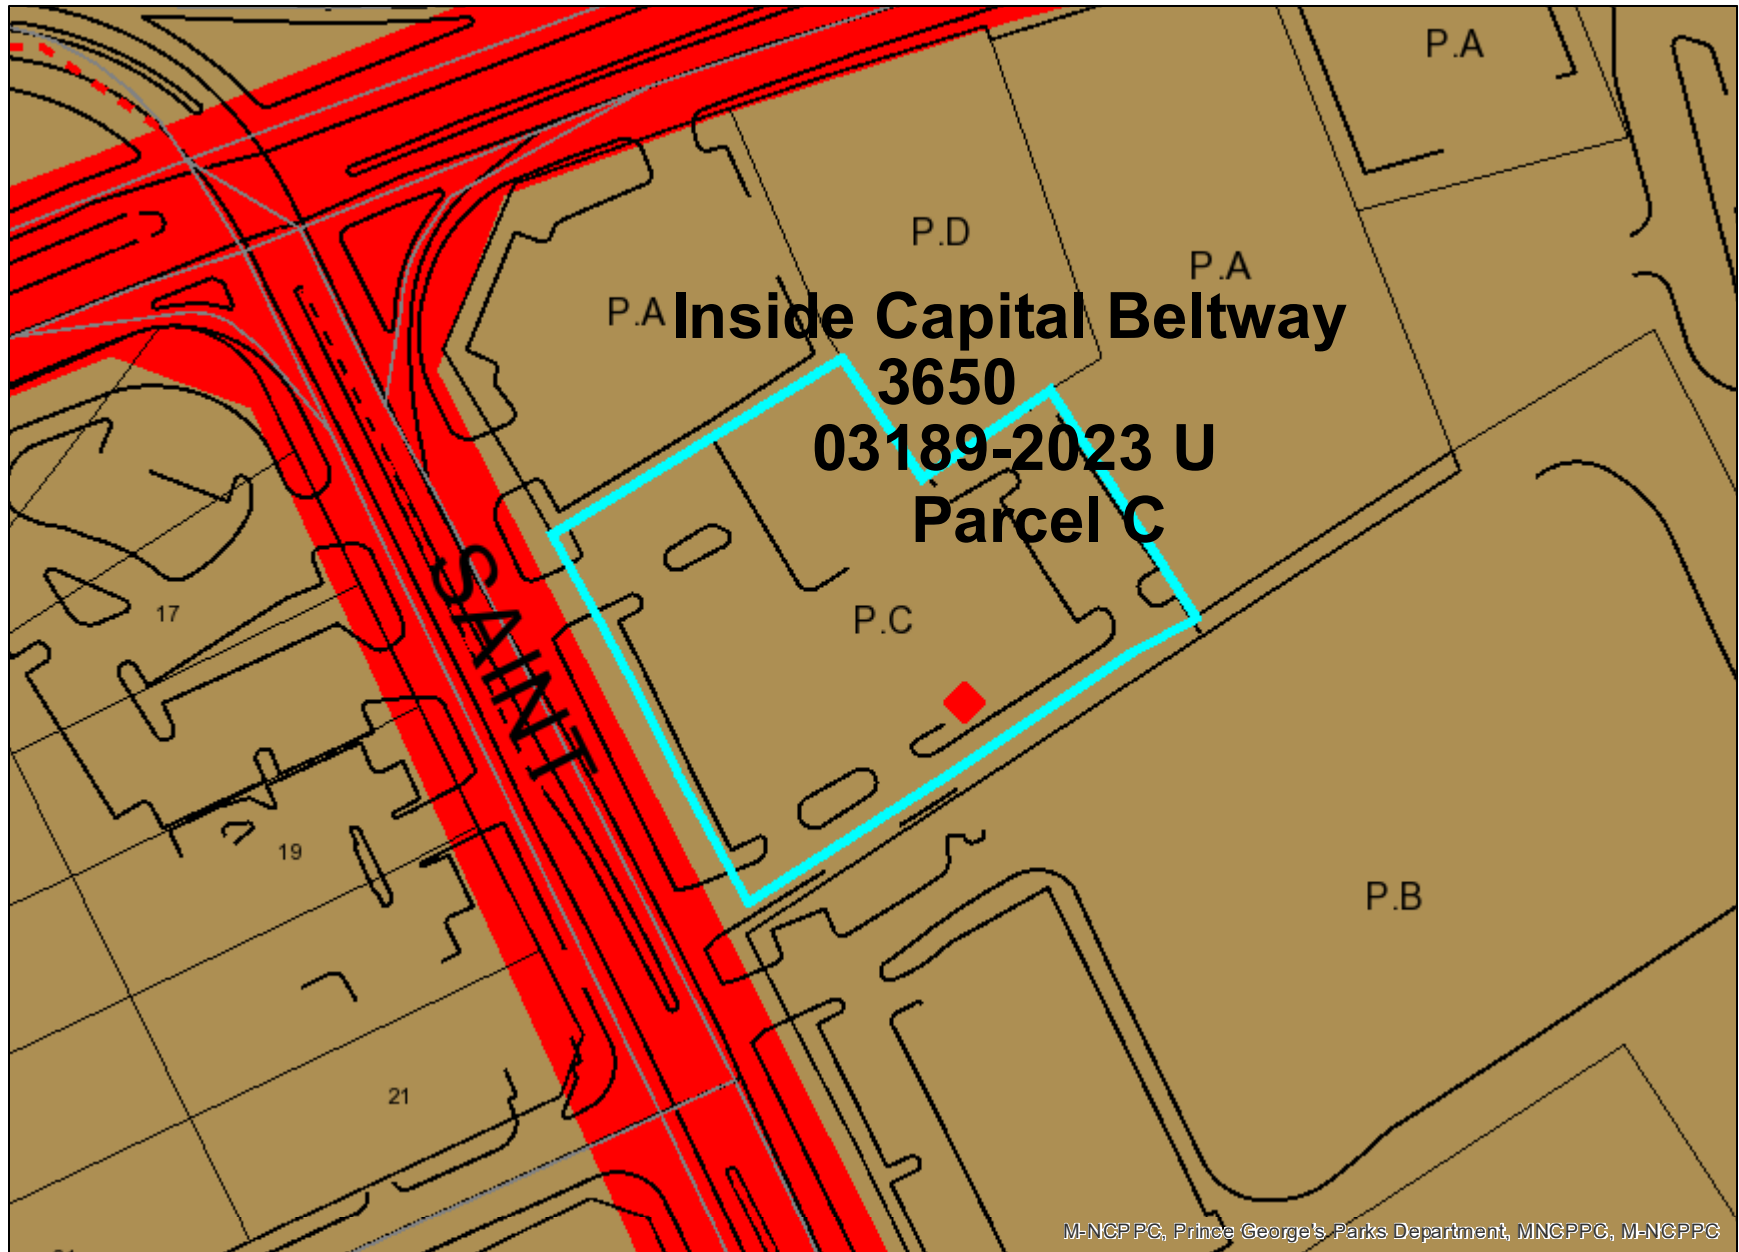 P.A
P.D
P.A
P.A
Inside Capital Beltway
3650
03189-2023 U
Parcel C
SAINT
17
P.C
19
P.B
21
M-NCPPC, Prince George's Parks Department, MNCPPC, M-NCPPC